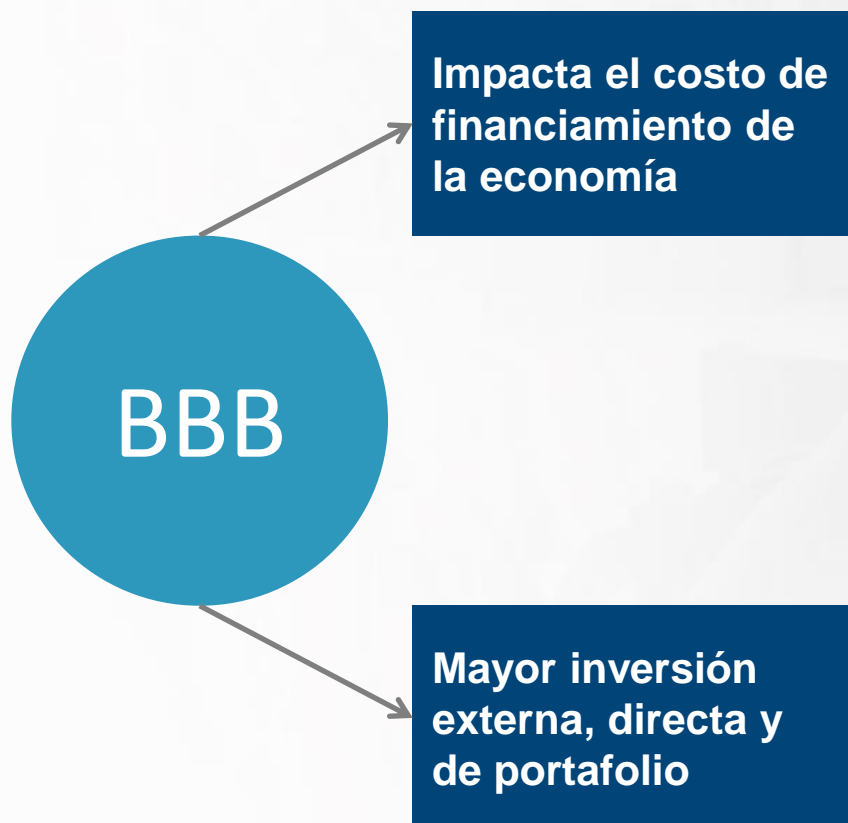 Impacta el costo de
financiamiento de
la economía
BBB
Mayor inversión
externa, directa y
de portafolio